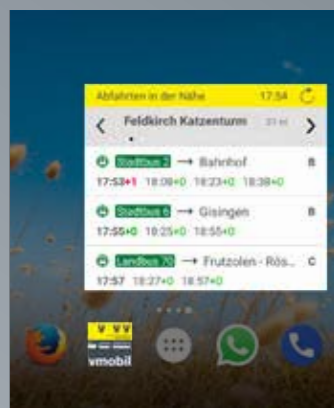 Abfahrten in der Nähe 17:54
Feldkirch Katzenturm 31 m
Stadtbus 2 → Bahnhof B
17:53+1 18:08+0 18:23+0 18:38+0
Stadtbus 6 → Gisingen B
17:55+0 18:25+0 18:55+0
Landbus 70 → Frutzolen - Rös... C
17:57 18:27+0 18:57+0
V VV
vmobil